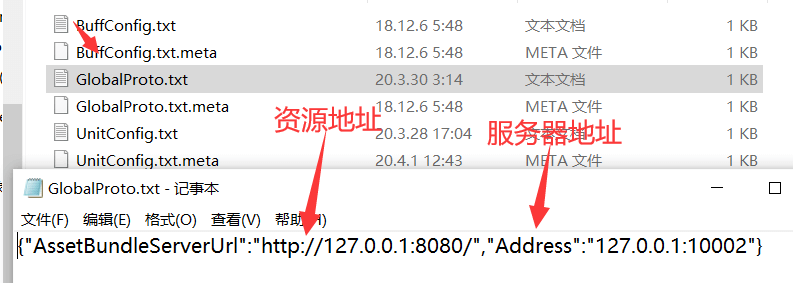 BuffConfig.txt 18.12.6 5:48 文本文档 1 KB
BuffConfig.txt.meta 18.12.6 5:48 META 文件 1 KB
GlobalProto.txt 20.3.30 3:14 文本文档 1 KB
GlobalProto.txt.meta 18.12.6 5:48 META 文件 1 KB
资源地址
服务器地址
UnitConfig.txt 20.3.28 17:04 文本文档 1 KB
UnitConfig.txt.meta 20.4.1 12:43 META 文件 1 KB
GlobalProto.txt - 记事本
文件(F) 编辑(E) 格式(O) 查看(V) 帮助(H)
{"AssetBundleServerUrl":"http://127.0.0.1:8080/","Address":"127.0.0.1:10002"}